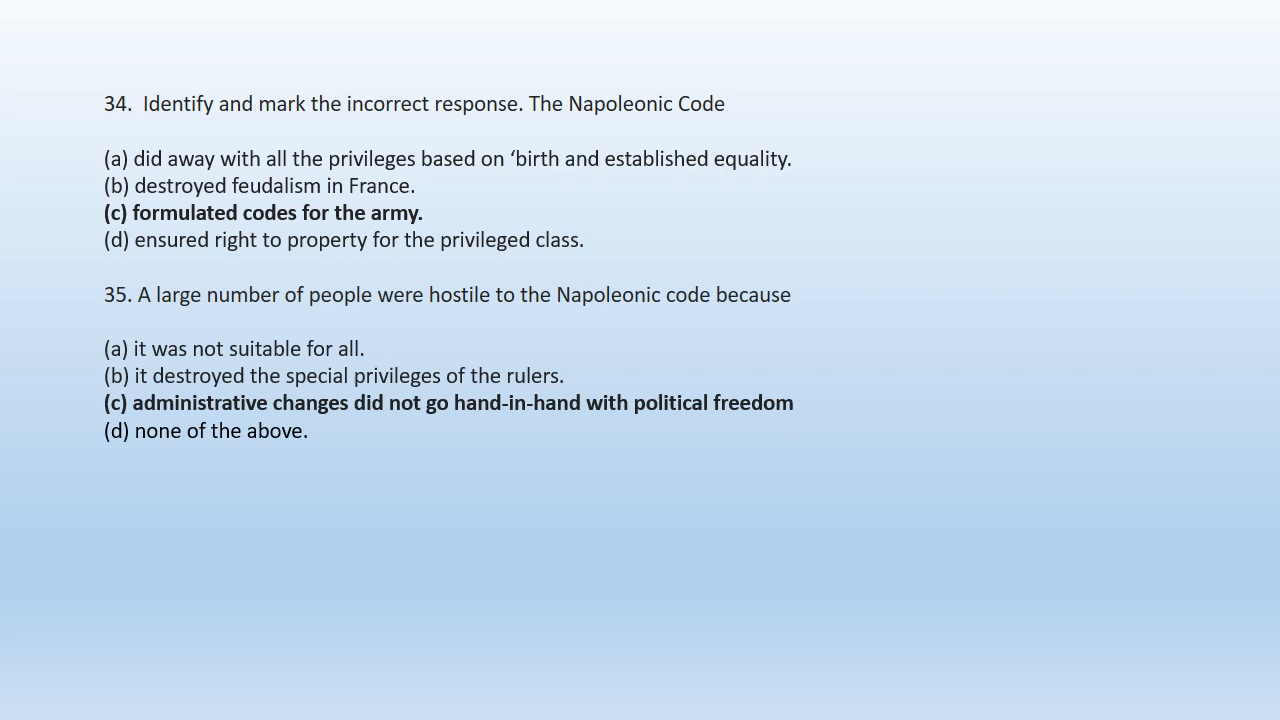 34. Identify and mark the incorrect response. The Napoleonic Code
(a) did away with all the privileges based on ‘birth and established equality.
(b) destroyed feudalism in France.
(c) formulated codes for the army.
(d) ensured right to property for the privileged class.
35. A large number of people were hostile to the Napoleonic code because
(a) it was not suitable for all.
(b) it destroyed the special privileges of the rulers.
(c) administrative changes did not go hand-in-hand with political freedom
(d) none of the above.